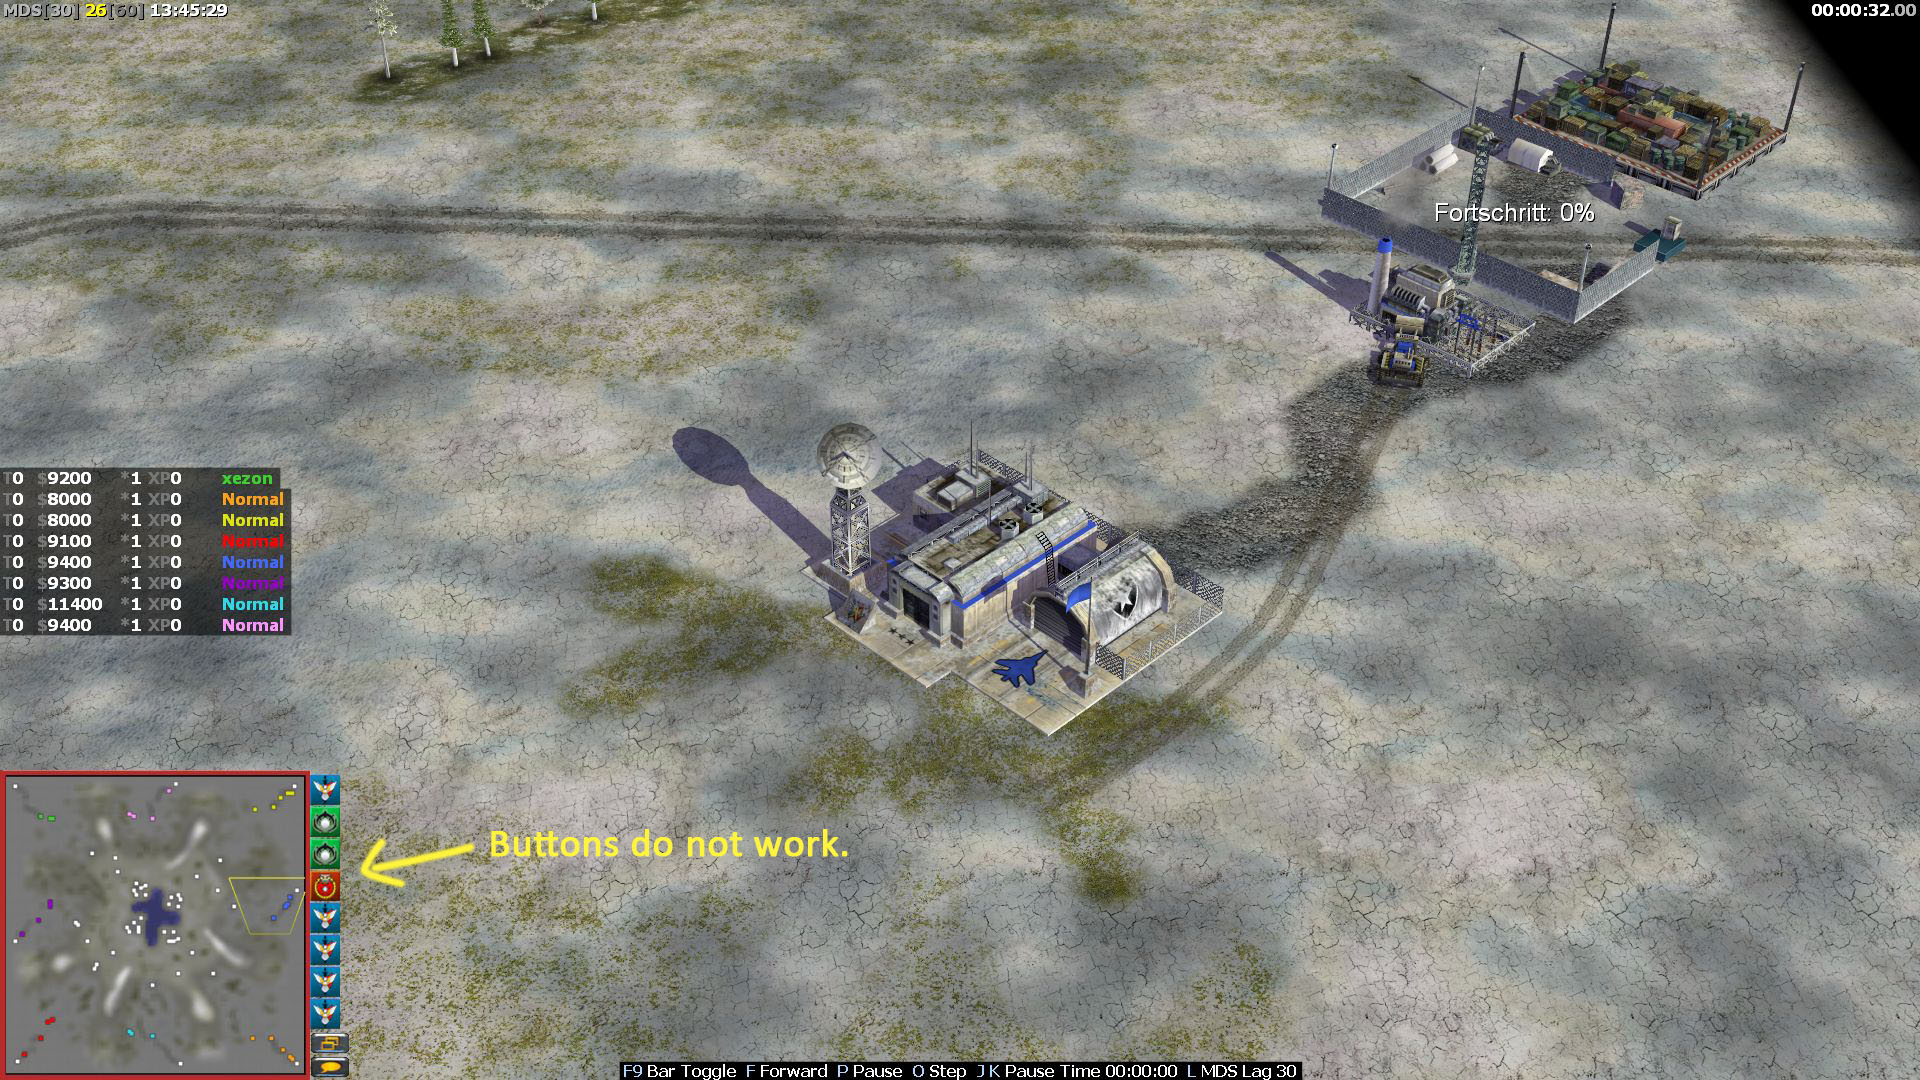 MDS[30] 26[60] 13:45:29
00:00:32.00
Fortschritt: 0%
T0 $9200 *1 XP0 xezon
T0 $8000 *1 XP0 Normal
T0 $8000 *1 XP0 Normal
T0 $9100 *1 XP0 Normal
T0 $9400 *1 XP0 Normal
T0 $9300 *1 XP0 Normal
T0 $11400 *1 XP0 Normal
T0 $9400 *1 XP0 Normal
Buttons do not work.
F9 Bar Toggle F Forward P Pause O Step J K Pause Time 00:00:00 L MDS Lag 30